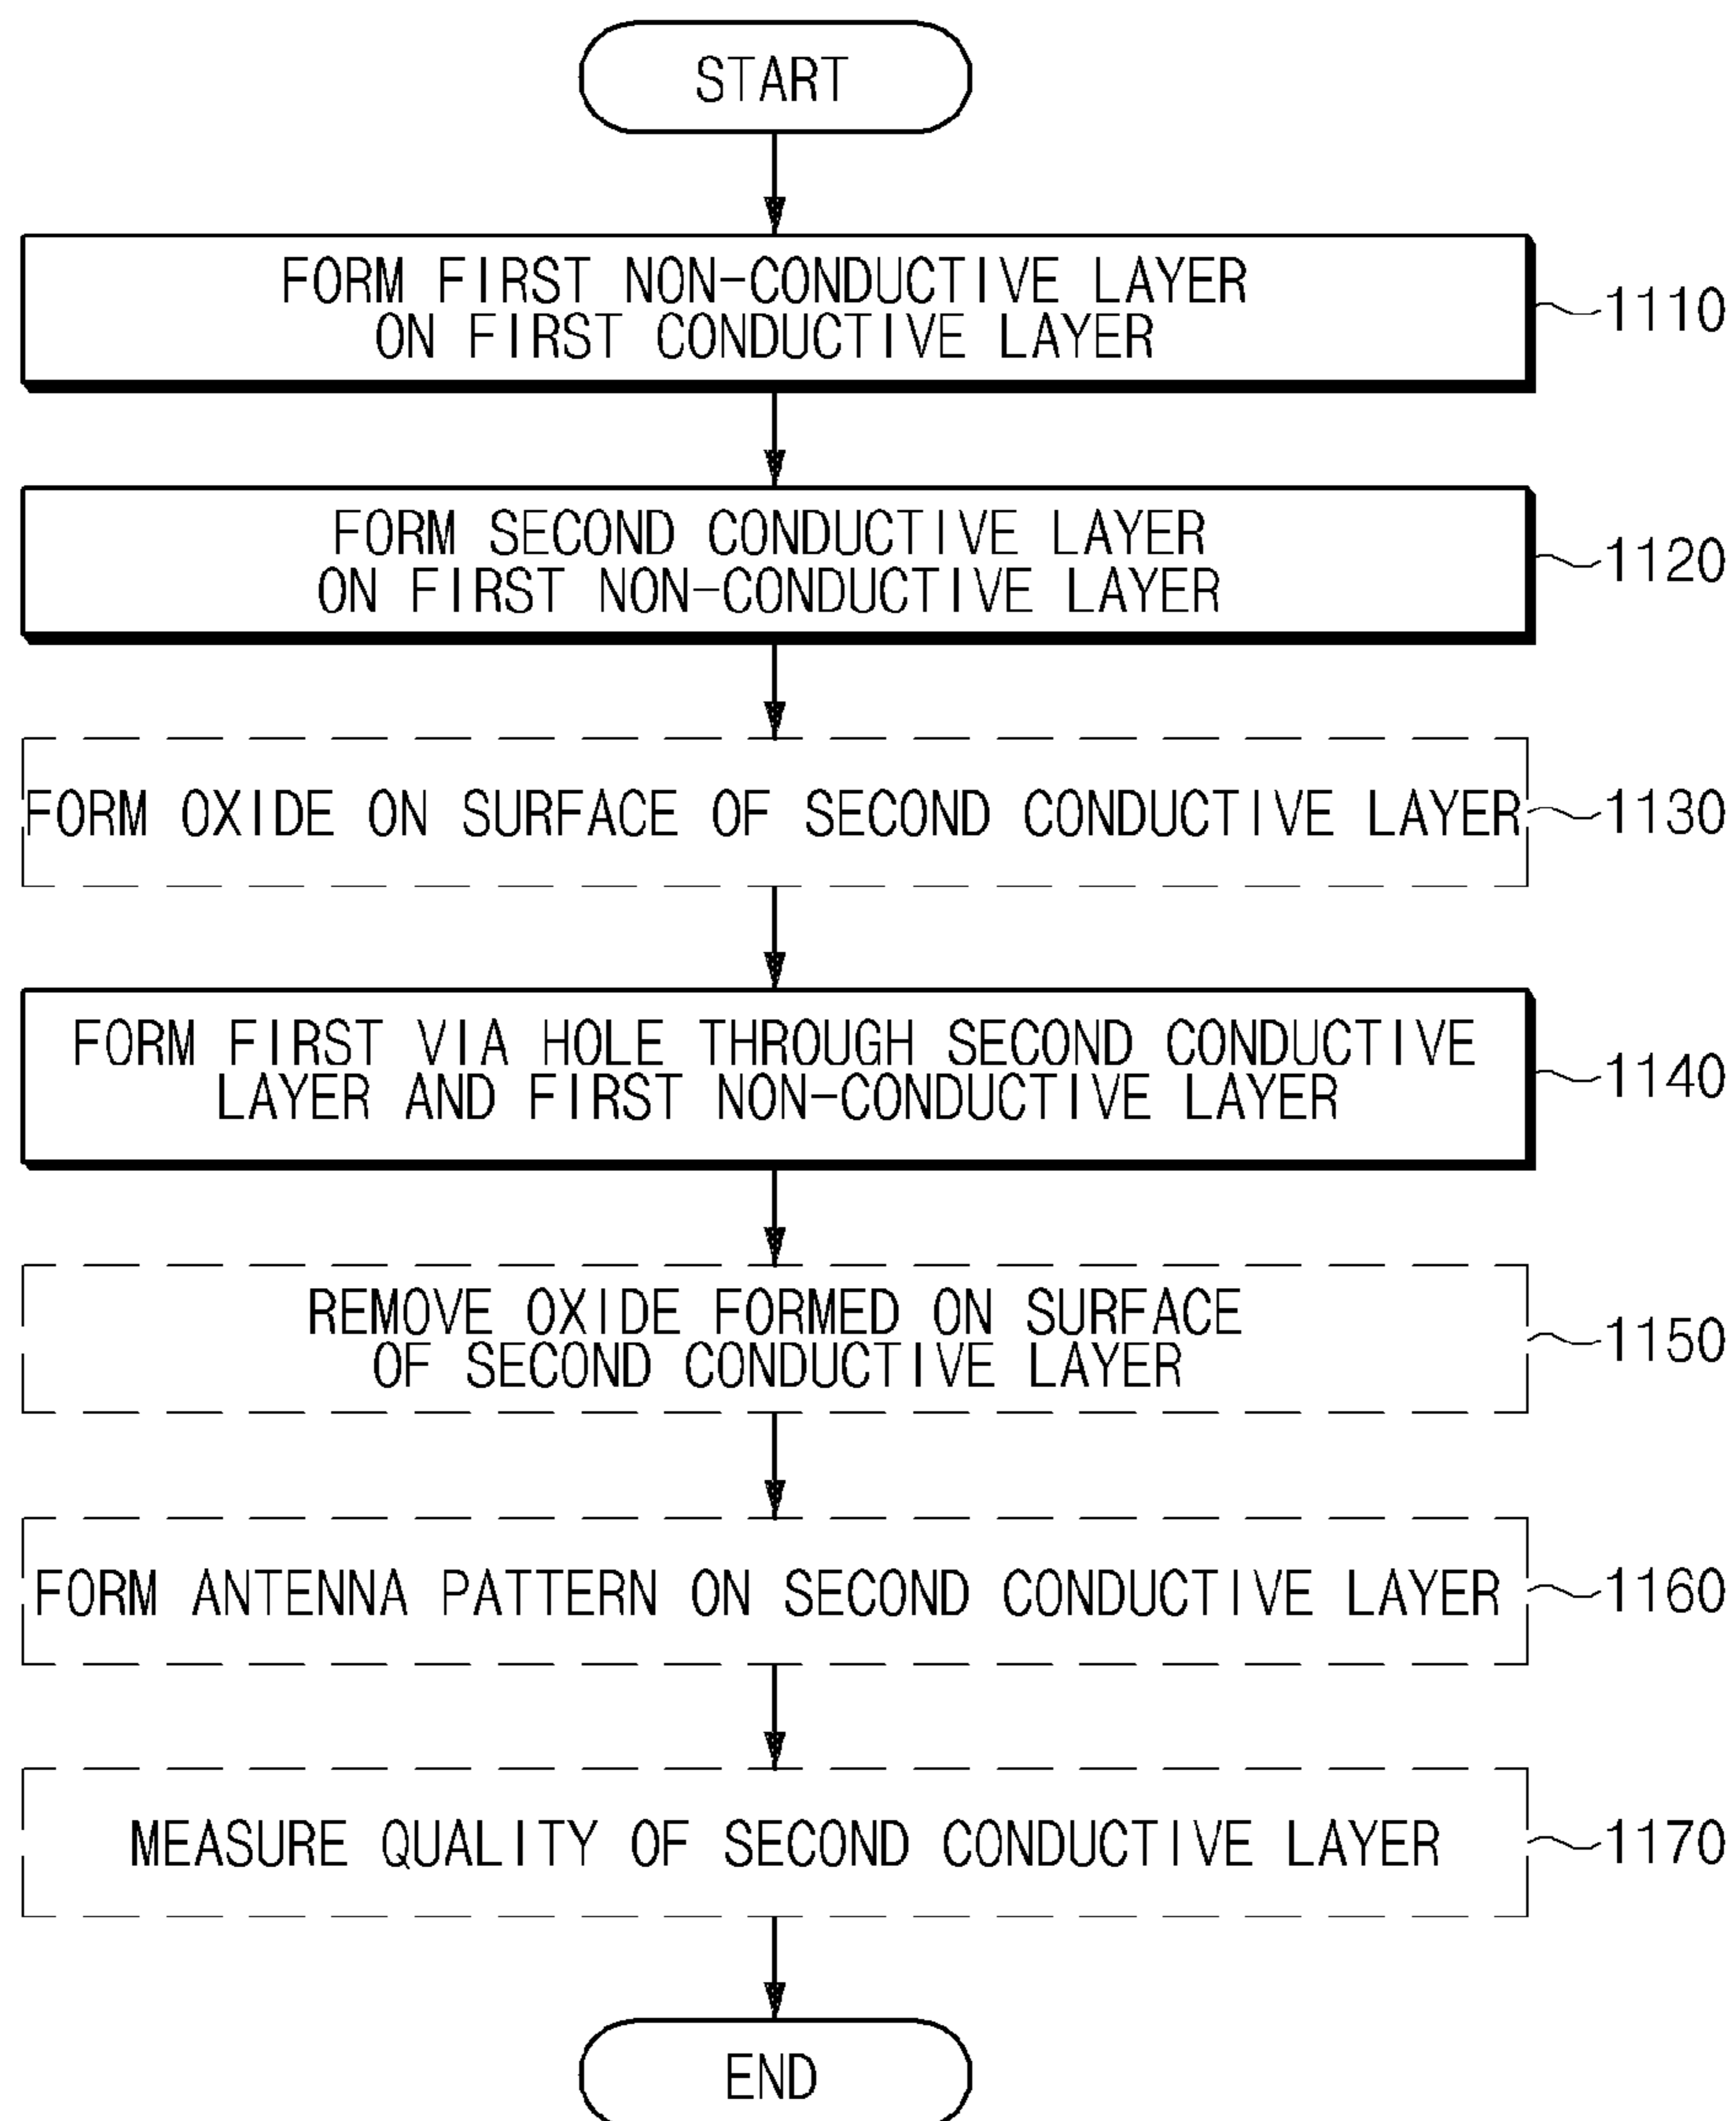 START
FORM FIRST NON-CONDUCTIVE LAYER
ON FIRST CONDUCTIVE LAYER
1110
FORM SECOND CONDUCTIVE LAYER
ON FIRST NON-CONDUCTIVE LAYER
1120
FORM OXIDE ON SURFACE OF SECOND CONDUCTIVE LAYER
1130
FORM FIRST VIA HOLE THROUGH SECOND CONDUCTIVE
LAYER AND FIRST NON-CONDUCTIVE LAYER
1140
REMOVE OXIDE FORMED ON SURFACE
OF SECOND CONDUCTIVE LAYER
1150
FORM ANTENNA PATTERN ON SECOND CONDUCTIVE LAYER
1160
MEASURE QUALITY OF SECOND CONDUCTIVE LAYER
1170
END